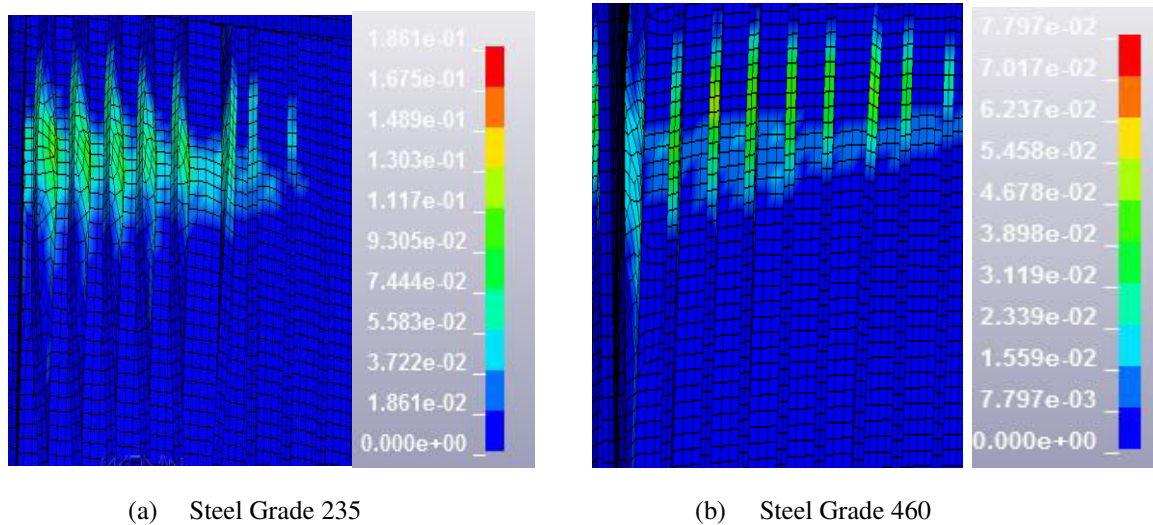 1.861e-01
1.675e-01
1.489e-01
1.303e-01
1.117e-01
9.305e-02
7.444e-02
5.583e-02
3.722e-02
1.861e-02
0.000e+00
7.797e-02
7.017e-02
6.237e-02
5.458e-02
4.678e-02
3.898e-02
3.119e-02
2.339e-02
1.559e-02
7.797e-03
0.000e+00
(a) Steel Grade 235
(b) Steel Grade 460